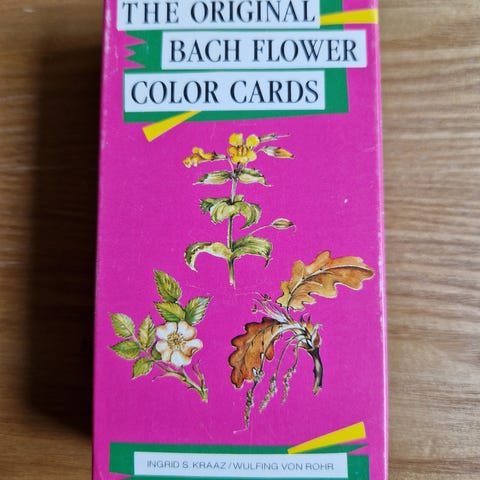 THE ORIGINAL
BACH FLOWER
COLOR CARDS
INGRID S. KRAAZ / WULFING VON ROHR